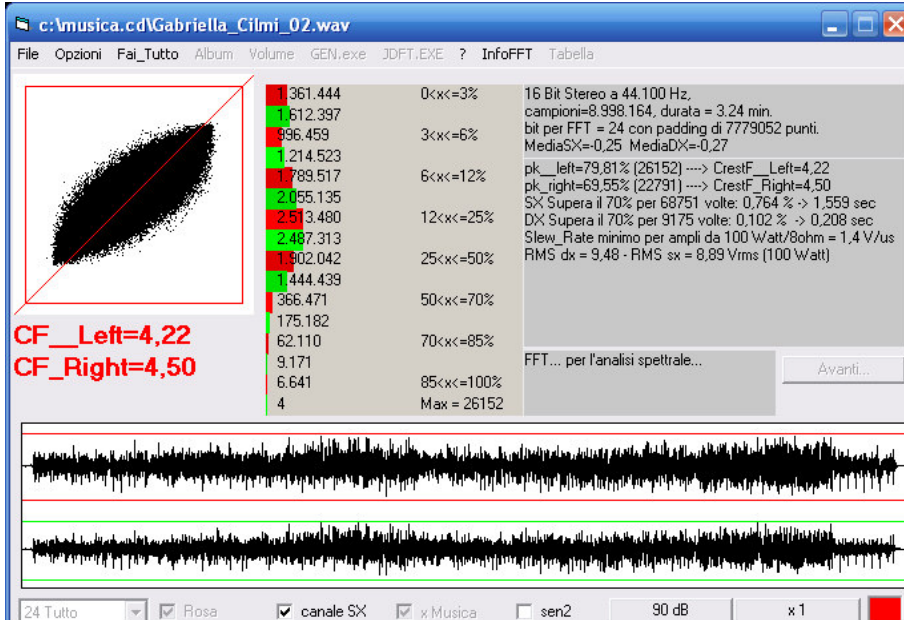 c:\musica.cd\Gabriella_Cilmi_02.wav
File Opzioni Fai_Tutto Album Volume GEN.exe JDFT.EXE ? InfoFFT Tabella
CF__Left=4,22
CF_Right=4,50
1.361.444 0<x<=3%
1.612.397
996.459 3<x<=6%
1.214.523
1.789.517 6<x<=12%
2.055.135
2.513.480 12<x<=25%
2.487.313
1.902.042 25<x<=50%
1.444.439
366.471 50<x<=70%
175.182
62.110 70<x<=85%
9.171
6.641 85<x<=100%
4 Max = 26152
16 Bit Stereo a 44.100 Hz,
campioni=8.998.164, durata = 3.24 min.
bit per FFT = 24 con padding di 7779052 punti.
MediaSX=-0,25 MediaDX=-0,27
pk__left=79,81% (26152) ----> CrestF__Left=4,22
pk_right=69,55% (22791) ----> CrestF_Right=4,50
SX Supera il 70% per 68751 volte: 0,764 % -> 1,559 sec
DX Supera il 70% per 9175 volte: 0,102 % -> 0,208 sec
Slew_Rate minimo per ampli da 100 Watt/8ohm = 1,4 V/us
RMS dx = 9,48 - RMS sx = 8,89 Vrms (100 Watt)
FFT... per l'analisi spettrale...
Avanti...
24 Tutto Rosa canale SX x Musica sen2 90 dB x 1